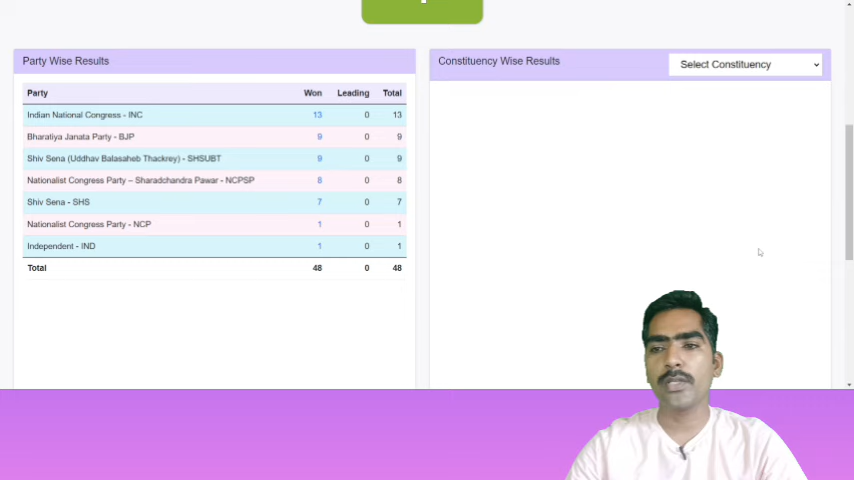 Party Wise Results
Party Won Leading Total
Indian National Congress - INC 13 0 13
Bharatiya Janata Party - BJP 9 0 9
Shiv Sena (Uddhav Balasaheb Thackrey) - SHSUBT 9 0 9
Nationalist Congress Party – Sharadchandra Pawar - NCPSP 8 0 8
Shiv Sena - SHS 7 0 7
Nationalist Congress Party - NCP 1 0 1
Independent - IND 1 0 1
Total 48 0 48
Constituency Wise Results
Select Constituency